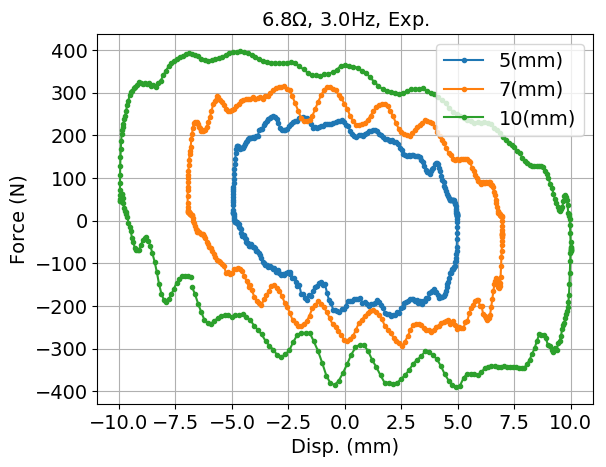 6.8Ω, 3.0Hz, Exp.
5(mm)
7(mm)
10(mm)
Force (N)
400
300
200
100
0
−100
−200
−300
−400
−10.0 −7.5 −5.0 −2.5 0.0 2.5 5.0 7.5 10.0
Disp. (mm)